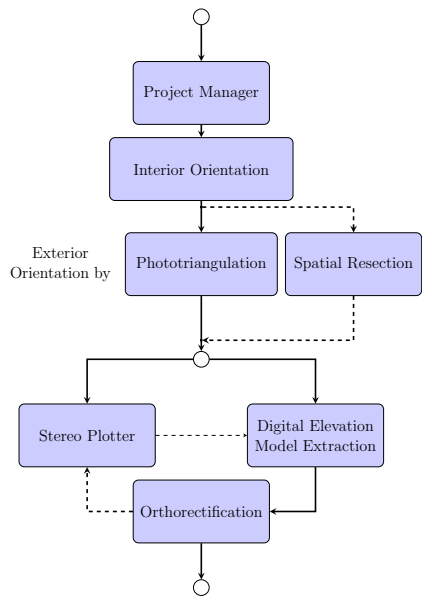 Project Manager
Interior Orientation
Exterior
Orientation by
Phototriangulation
Spatial Resection
Stereo Plotter
Digital Elevation
Model Extraction
Orthorectification